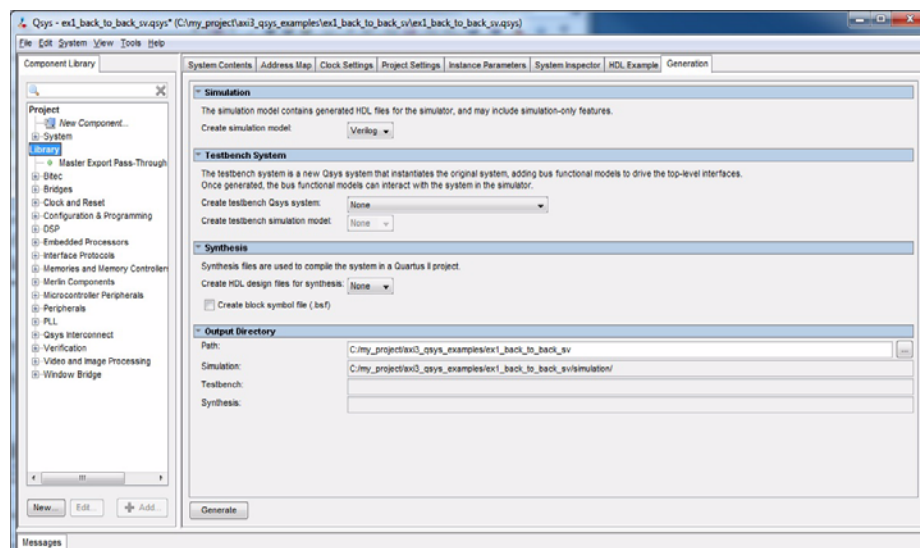 Qsys - ex1_back_to_back_sv.qsys* (C:\my_project\axi3_qsys_examples\ex1_back_to_back_sv\ex1_back_to_back_sv.qsys)
File Edit System View Tools Help
Component Library
System Contents Address Map Clock Settings Project Settings Instance Parameters System Inspector HDL Example Generation
Project
New Component...
System
Library
Master Export Pass-Through
Bitec
Bridges
Clock and Reset
Configuration & Programming
DSP
Embedded Processors
Interface Protocols
Memories and Memory Controllers
Merlin Components
Microcontroller Peripherals
Peripherals
PLL
Qsys Interconnect
Verification
Video and Image Processing
Window Bridge
New... Edit... Add...
Simulation
The simulation model contains generated HDL files for the simulator, and may include simulation-only features.
Create simulation model: Verilog
Testbench System
The testbench system is a new Qsys system that instantiates the original system, adding bus functional models to drive the top-level interfaces.
Once generated, the bus functional models can interact with the system in the simulator.
Create testbench Qsys system: None
Create testbench simulation model: None
Synthesis
Synthesis files are used to compile the system in a Quartus II project.
Create HDL design files for synthesis: None
Create block symbol file (.bsf)
Output Directory
Path: C:/my_project/axi3_qsys_examples/ex1_back_to_back_sv ...
Simulation: C:/my_project/axi3_qsys_examples/ex1_back_to_back_sv/simulation/
Testbench:
Synthesis:
Generate
Messages